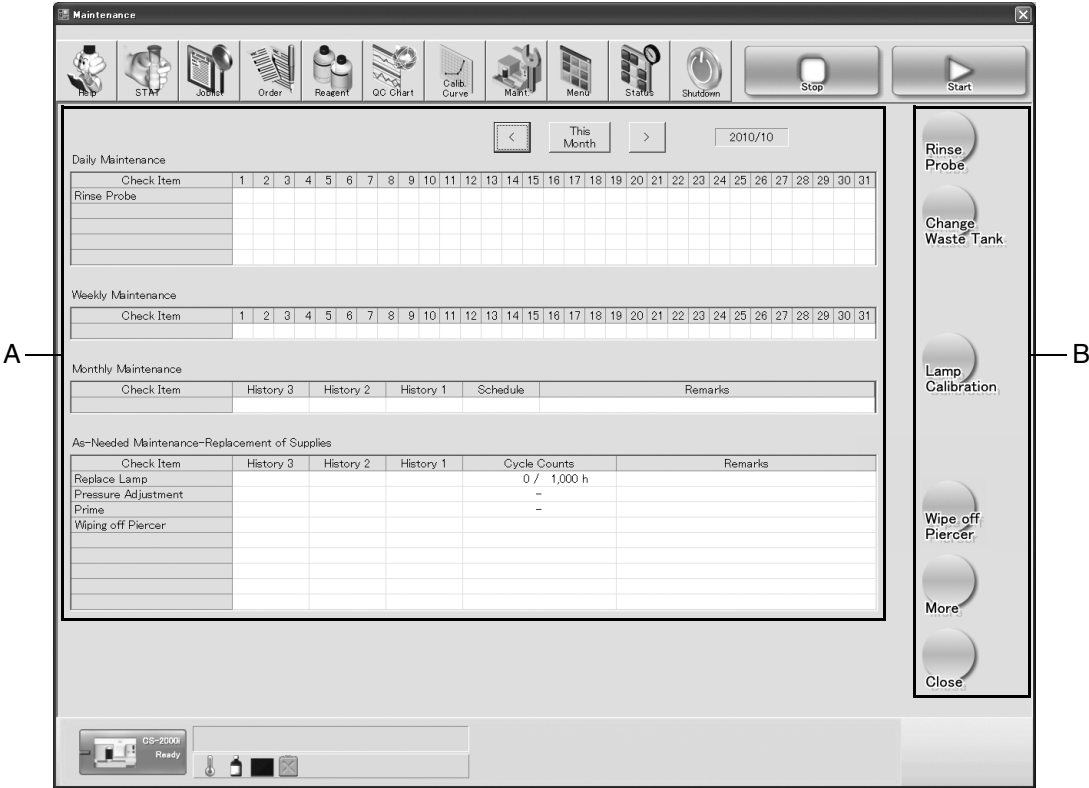 Maintenance
Help STAT Joblist Order Reagent QC Chart Calib. Curve Maint. Menu Status Shutdown Stop Start
< This Month > 2010/10
Daily Maintenance
Check Item 1 2 3 4 5 6 7 8 9 10 11 12 13 14 15 16 17 18 19 20 21 22 23 24 25 26 27 28 29 30 31
Rinse Probe
Weekly Maintenance
Check Item 1 2 3 4 5 6 7 8 9 10 11 12 13 14 15 16 17 18 19 20 21 22 23 24 25 26 27 28 29 30 31
A
Monthly Maintenance
Check Item History 3 History 2 History 1 Schedule Remarks
As-Needed Maintenance-Replacement of Supplies
Check Item History 3 History 2 History 1 Cycle Counts Remarks
Replace Lamp 0 / 1,000 h
Pressure Adjustment -
Prime -
Wiping off Piercer
Rinse
Probe
Change
Waste Tank
Lamp
Calibration
B
Wipe off
Piercer
More
Close
CS-2000i
Ready